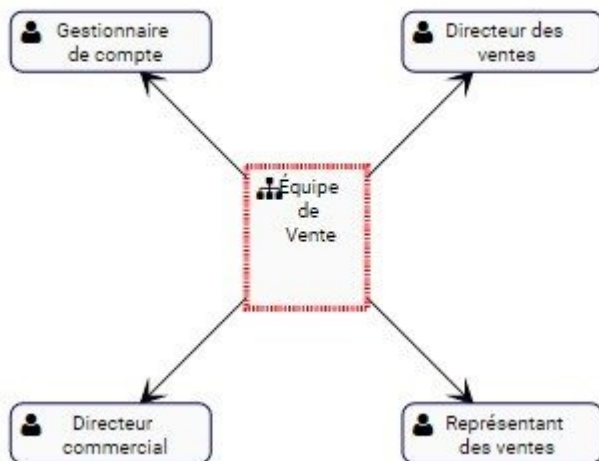 Gestionnaire
de compte
Directeur des
ventes
Équipe
de
Vente
Directeur
commercial
Représentant
des ventes